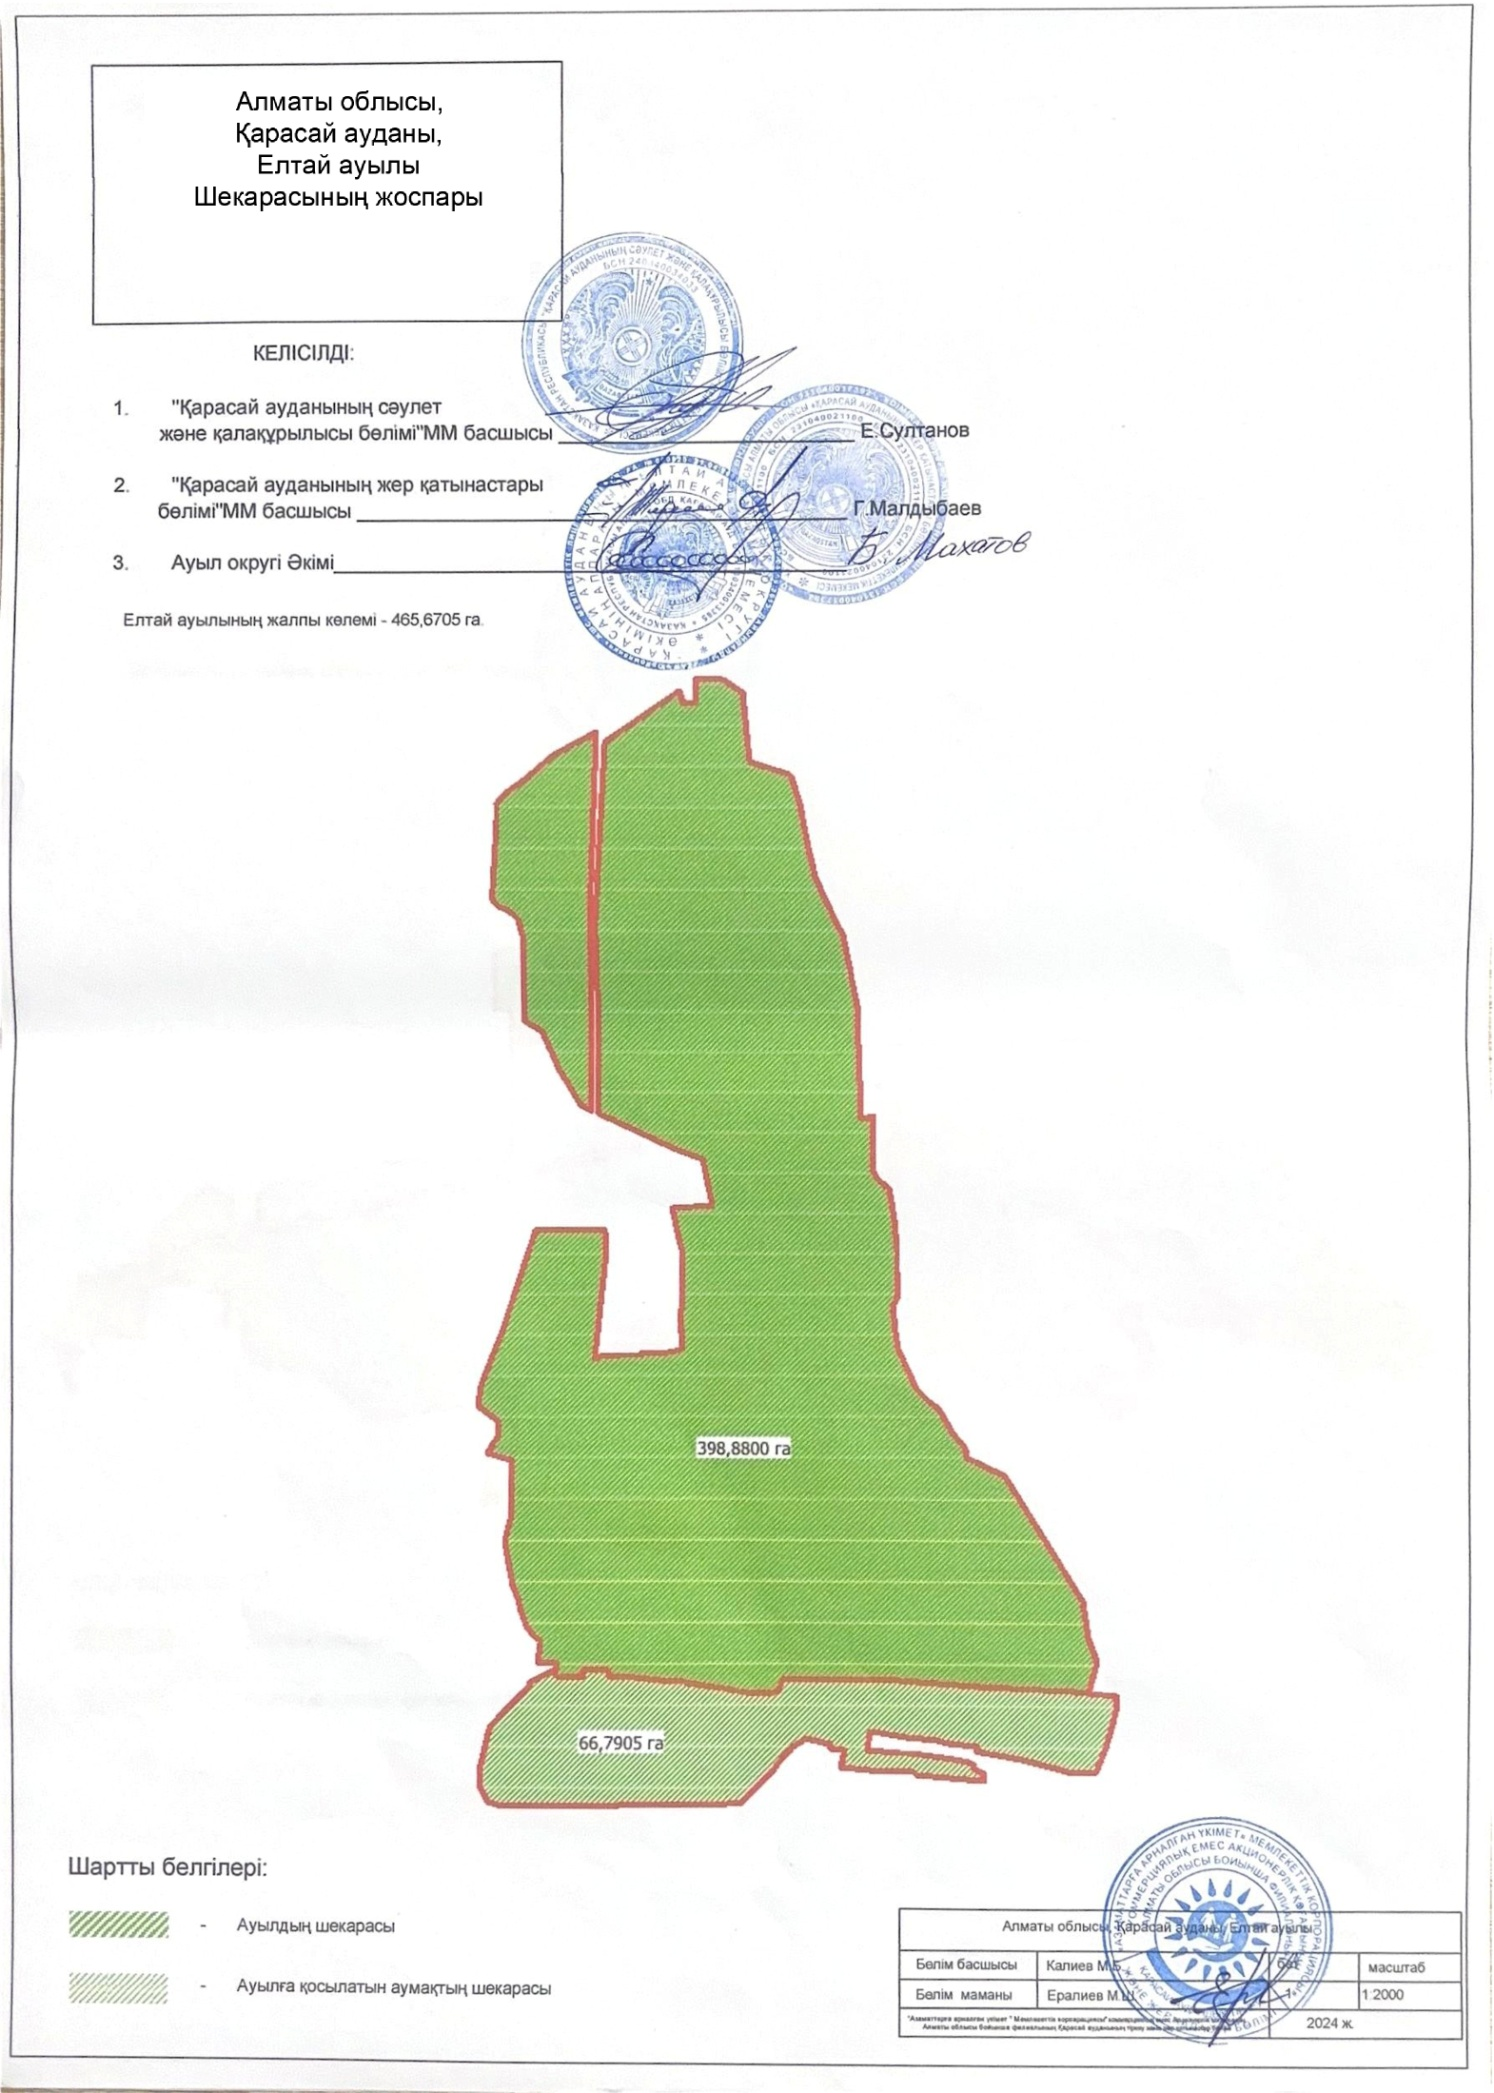 Алматы облысы,
Қарасай ауданы,
Елтай ауылы
Шекарасының жоспары
КЕЛІСІЛДІ:
1. "Қарасай ауданының сәулет
және қалақұрылысы бөлімі"ММ басшысы Е.Султанов
2. "Қарасай ауданының жер қатынастары
бөлімі"ММ басшысы Г.Малдыбаев
3. Ауыл округі Әкімі Б. Махатов
Елтай ауылының жалпы көлемі - 465,6705 га.
398,8800 га
66,7905 га
Шартты белгілері:
- Ауылдың шекарасы
- Ауылға қосылатын аумақтың шекарасы
Алматы облысы, Қарасай ауданы, Елтай ауылы
Бөлім басшысы Калиев М.Б. масштаб
Бөлім маманы Ералиев М.Ш. 1:2000
2024 ж.